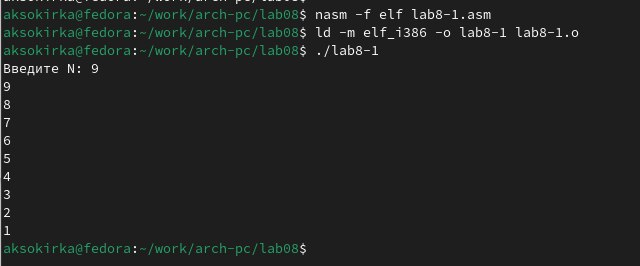 aksokirka@fedora:~/work/arch-pc/lab08$ nasm -f elf lab8-1.asm
aksokirka@fedora:~/work/arch-pc/lab08$ ld -m elf_i386 -o lab8-1 lab8-1.o
aksokirka@fedora:~/work/arch-pc/lab08$ ./lab8-1
Введите N: 9
9
8
7
6
5
4
3
2
1
aksokirka@fedora:~/work/arch-pc/lab08$